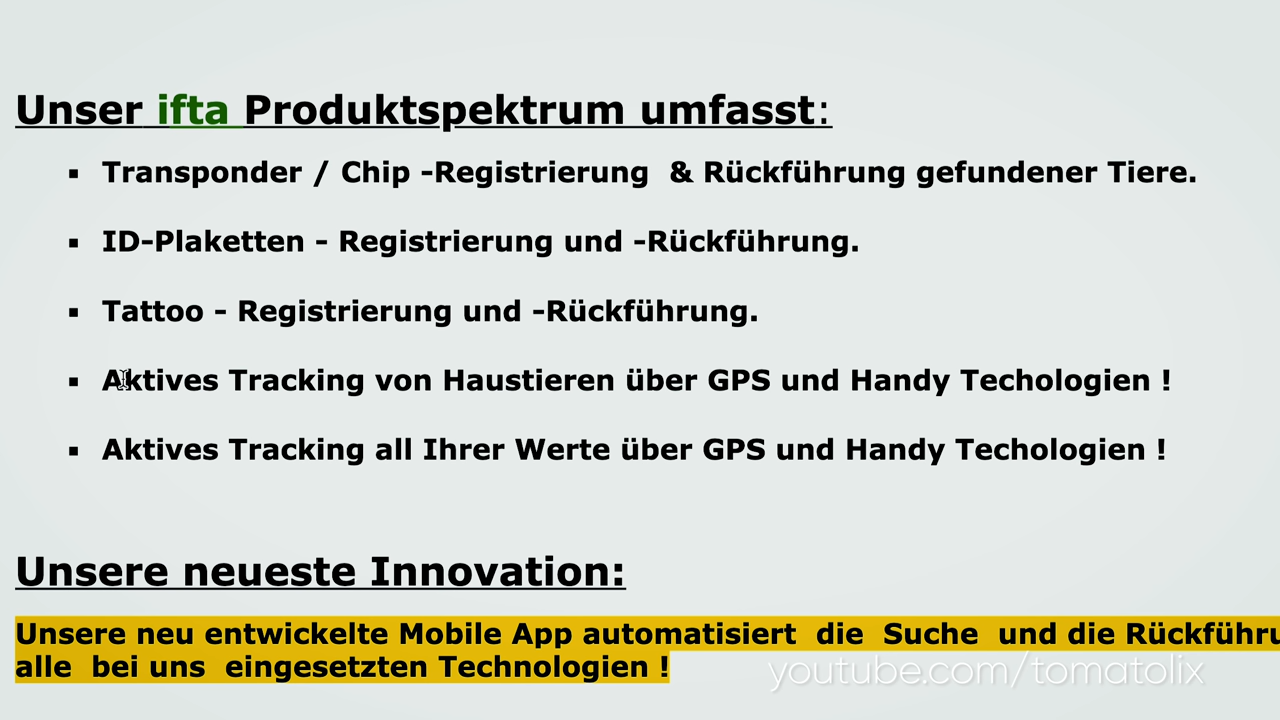 Unser ifta Produktspektrum umfasst:
▪ Transponder / Chip -Registrierung & Rückführung gefundener Tiere.
▪ ID-Plaketten - Registrierung und -Rückführung.
▪ Tattoo - Registrierung und -Rückführung.
▪ Aktives Tracking von Haustieren über GPS und Handy Techologien !
▪ Aktives Tracking all Ihrer Werte über GPS und Handy Techologien !
Unsere neueste Innovation:
Unsere neu entwickelte Mobile App automatisiert die Suche und die
alle bei uns eingesetzten Technologien !
youtube.com/tomatolix